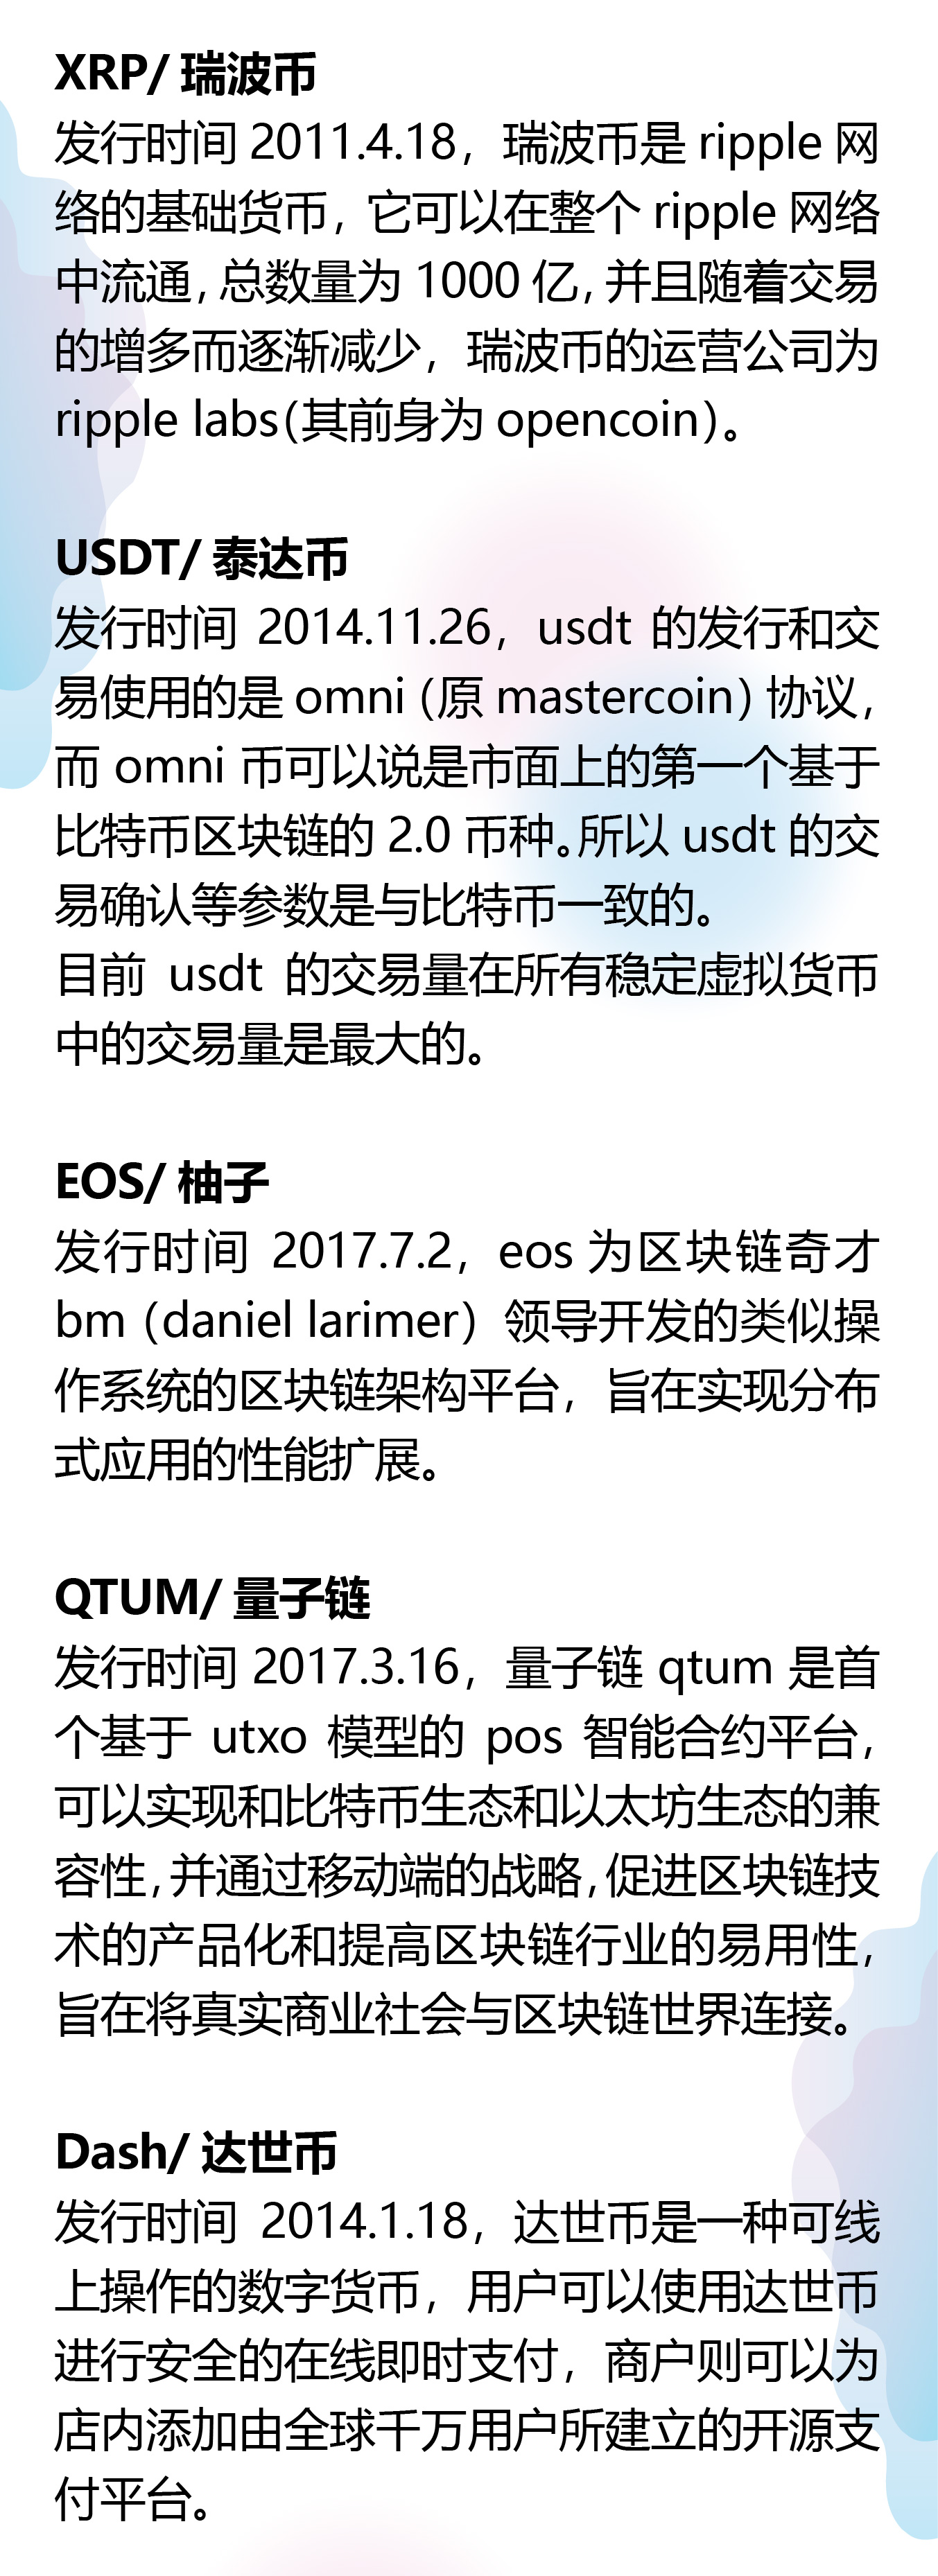 XRP/ 瑞波币
发行时间 2011.4.18，瑞波币是 ripple 网
络的基础货币，它可以在整个 ripple 网络
中流通，总数量为 1000 亿，并且随着交易
的增多而逐渐减少，瑞波币的运营公司为
ripple labs（其前身为 opencoin）。
USDT/ 泰达币
发行时间 2014.11.26，usdt 的发行和交
易使用的是 omni（原 mastercoin）协议，
而 omni 币可以说是市面上的第一个基于
比特币区块链的 2.0 币种。所以 usdt 的交
易确认等参数是与比特币一致的。
目前 usdt 的交易量在所有稳定虚拟货币
中的交易量是最大的。
EOS/ 柚子
发行时间 2017.7.2，eos 为区块链奇才
bm（daniel larimer）领导开发的类似操
作系统的区块链架构平台，旨在实现分布
式应用的性能扩展。
QTUM/ 量子链
发行时间 2017.3.16，量子链 qtum 是首
个基于 utxo 模型的 pos 智能合约平台，
可以实现和比特币生态和以太坊生态的兼
容性，并通过移动端的战略，促进区块链技
术的产品化和提高区块链行业的易用性，
旨在将真实商业社会与区块链世界连接。
Dash/ 达世币
发行时间 2014.1.18，达世币是一种可线
上操作的数字货币，用户可以使用达世币
进行安全的在线即时支付，商户则可以为
店内添加由全球千万用户所建立的开源支
付平台。